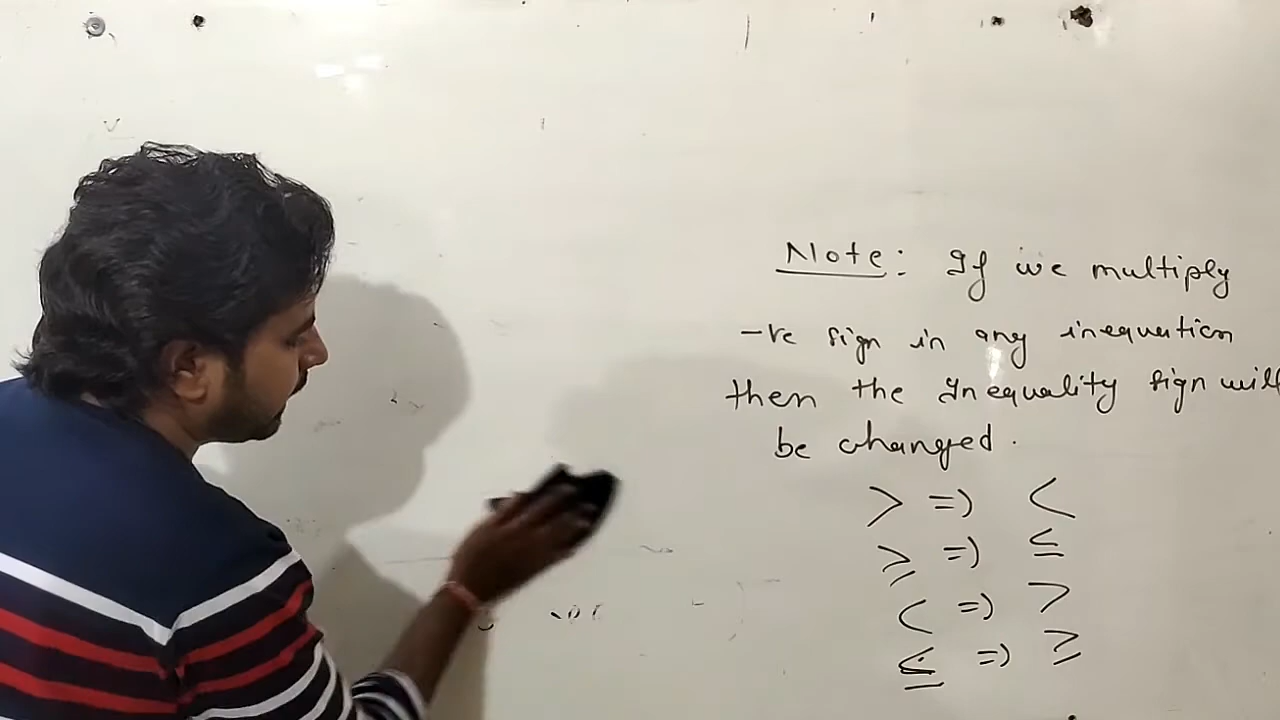 Note: If we multiply
-ve sign in any inequation
then the Inequality sign will
be changed.
> => <
≥ => ≤
< => >
≤ => ≥